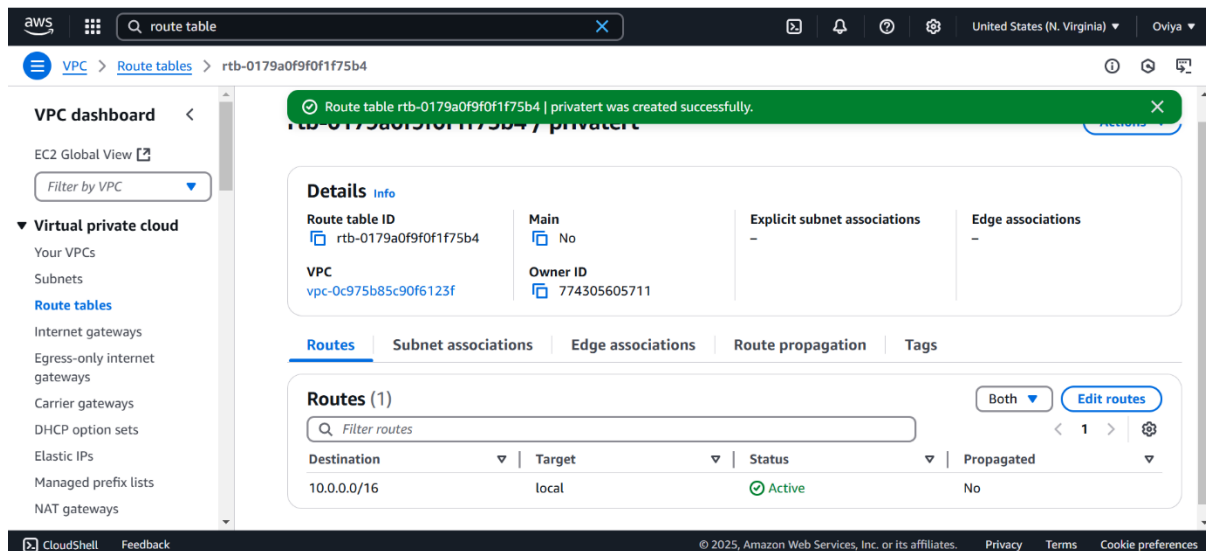 aws
route table
United States (N. Virginia) ▼
Oviya ▼
VPC > Route tables > rtb-0179a0f9f0f1f75b4
VPC dashboard
EC2 Global View
Filter by VPC
Virtual private cloud
Your VPCs
Subnets
Route tables
Internet gateways
Egress-only internet
gateways
Carrier gateways
DHCP option sets
Elastic IPs
Managed prefix lists
NAT gateways
Route table rtb-0179a0f9f0f1f75b4 | privatert was created successfully.
rtb-0179a0f9f0f1f75b4 / privatert
Actions
Details Info
Route table ID
rtb-0179a0f9f0f1f75b4
Main
No
Explicit subnet associations
–
Edge associations
–
VPC
vpc-0c975b85c90f6123f
Owner ID
774305605711
Routes Subnet associations Edge associations Route propagation Tags
Routes (1)
Both
Edit routes
Filter routes
1
Destination Target Status Propagated
10.0.0.0/16 local Active No
CloudShell Feedback © 2025, Amazon Web Services, Inc. or its affiliates. Privacy Terms Cookie preferences